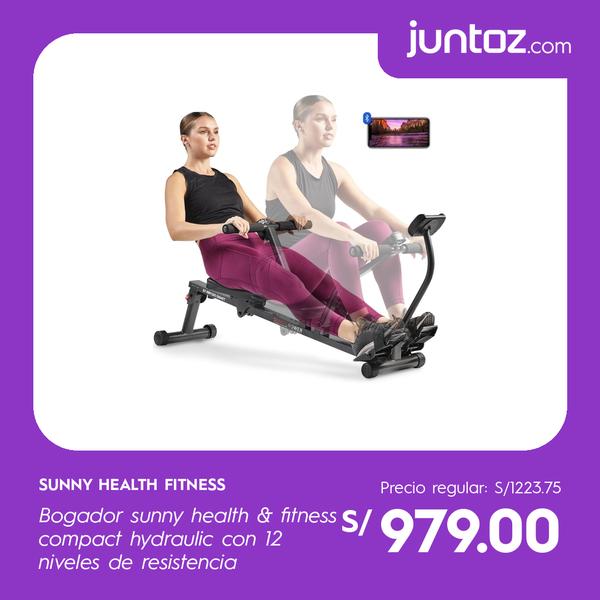 juntoz.com
SUNNY HEALTH FITNESS
Precio regular: S/1223.75
Bogador sunny health & fitness
compact hydraulic con 12
niveles de resistencia
S/ 979.00